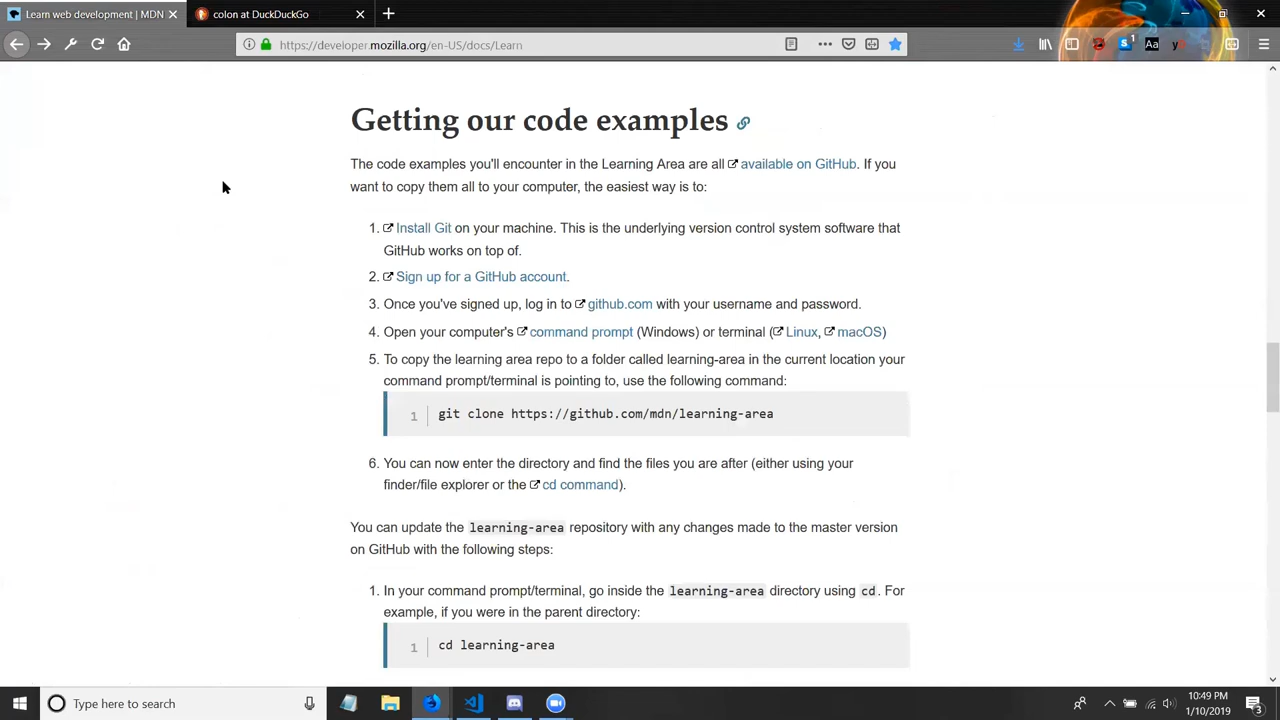 Learn web development | MDN
colon at DuckDuckGo
https://developer.mozilla.org/en-US/docs/Learn
Getting our code examples
The code examples you'll encounter in the Learning Area are all available on GitHub. If you
want to copy them all to your computer, the easiest way is to:
1. Install Git on your machine. This is the underlying version control system software that
GitHub works on top of.
2. Sign up for a GitHub account.
3. Once you've signed up, log in to github.com with your username and password.
4. Open your computer's command prompt (Windows) or terminal (Linux, macOS)
5. To copy the learning area repo to a folder called learning-area in the current location your
command prompt/terminal is pointing to, use the following command:
1 git clone https://github.com/mdn/learning-area
6. You can now enter the directory and find the files you are after (either using your
finder/file explorer or the cd command).
You can update the learning-area repository with any changes made to the master version
on GitHub with the following steps:
1. In your command prompt/terminal, go inside the learning-area directory using cd. For
example, if you were in the parent directory:
1 cd learning-area
Type here to search
10:49 PM
1/10/2019